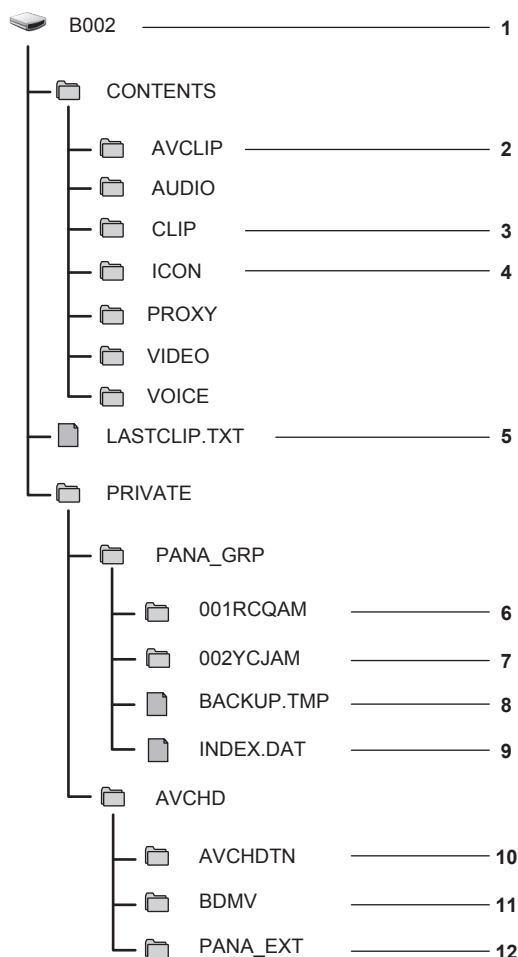 B002 1
CONTENTS
AVCLIP 2
AUDIO
CLIP 3
ICON 4
PROXY
VIDEO
VOICE
LASTCLIP.TXT 5
PRIVATE
PANA_GRP
001RCQAM 6
002YCJAM 7
BACKUP.TMP 8
INDEX.DAT 9
AVCHD
AVCHDTN 10
BDMV 11
PANA_EXT 12